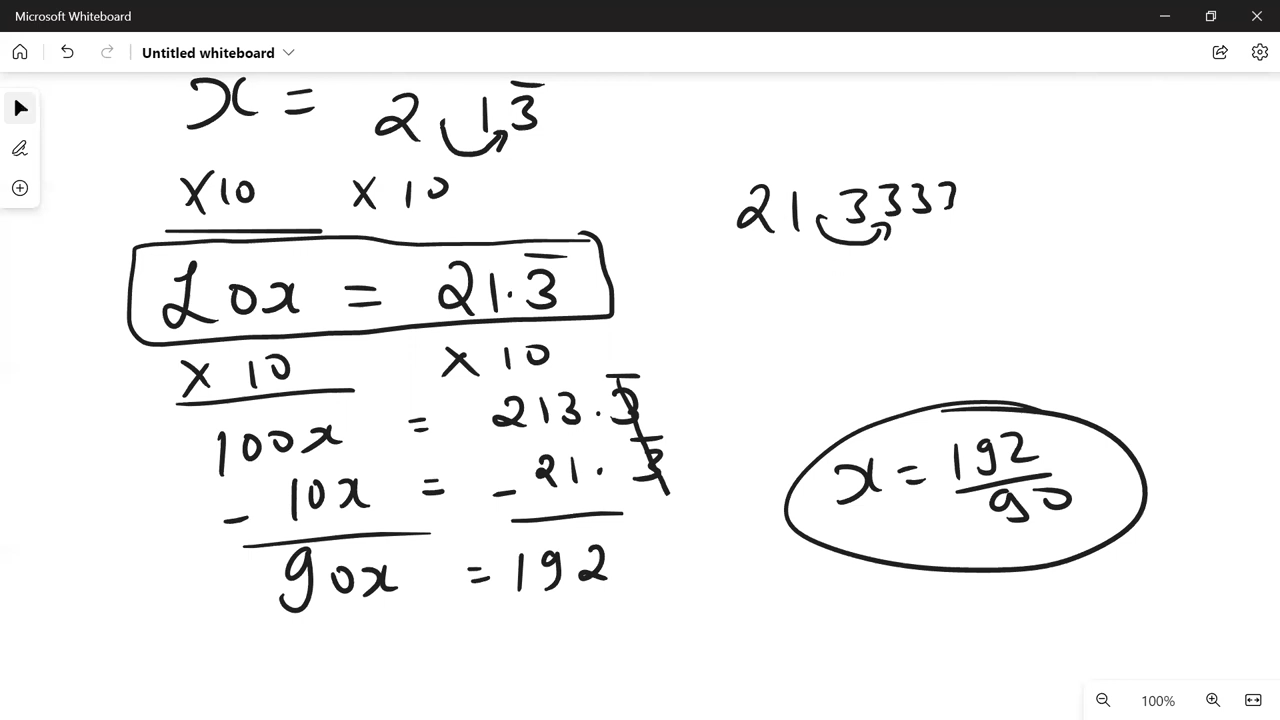 Microsoft Whiteboard
Untitled whiteboard
x = 2 1 3̅
×10 ×10
21 3333
10x = 21.3̅
×10 ×10
100x = 213.3̅
- 10x = - 21.3̅
90x = 192
x = 192/90
100%